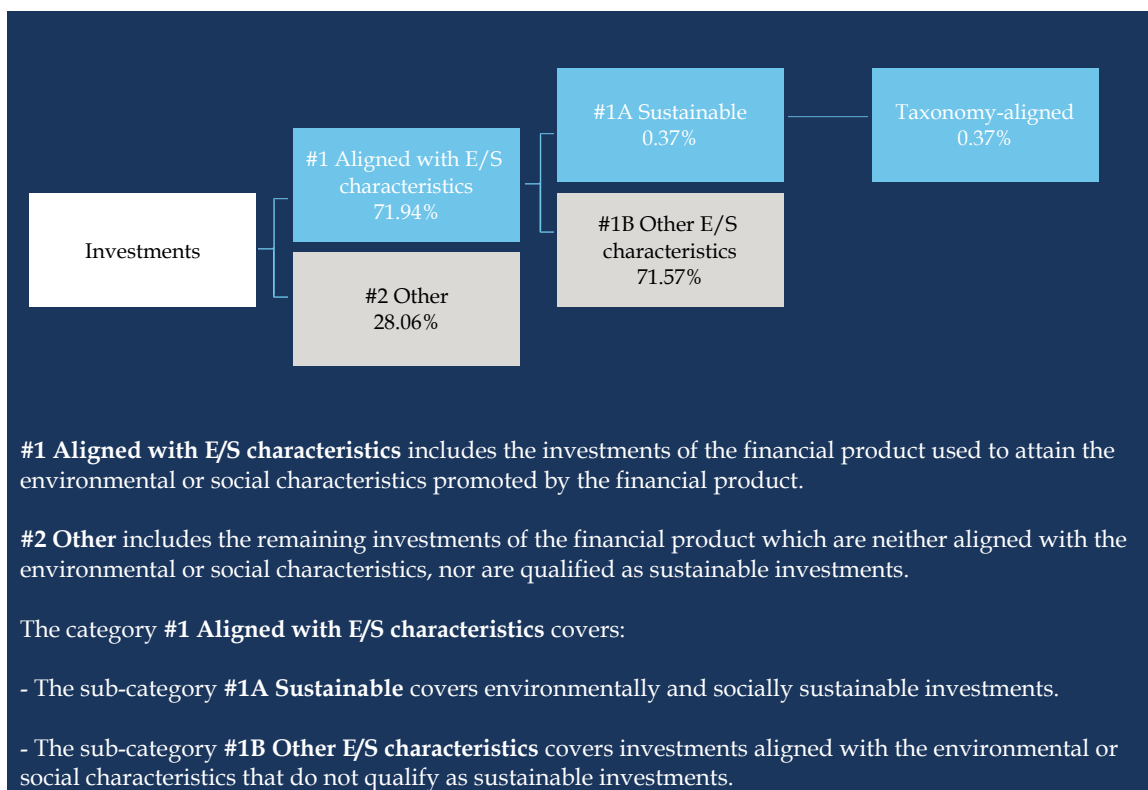 Investments
#1 Aligned with E/S
characteristics
71.94%
#2 Other
28.06%
#1A Sustainable
0.37%
#1B Other E/S
characteristics
71.57%
Taxonomy-aligned
0.37%
#1 Aligned with E/S characteristics includes the investments of the financial product used to attain the
environmental or social characteristics promoted by the financial product.
#2 Other includes the remaining investments of the financial product which are neither aligned with the
environmental or social characteristics, nor are qualified as sustainable investments.
The category #1 Aligned with E/S characteristics covers:
- The sub-category #1A Sustainable covers environmentally and socially sustainable investments.
- The sub-category #1B Other E/S characteristics covers investments aligned with the environmental or
social characteristics that do not qualify as sustainable investments.